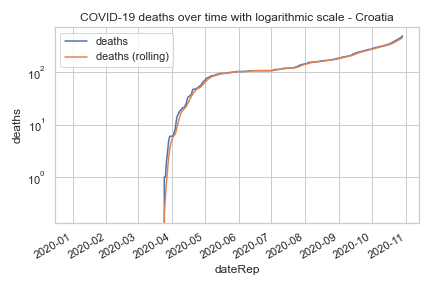 COVID-19 deaths over time with logarithmic scale - Croatia
deaths
deaths (rolling)
10²
10¹
10⁰
deaths
2020-01
2020-02
2020-03
2020-04
2020-05
2020-06
2020-07
2020-08
2020-09
2020-10
2020-11
dateRep